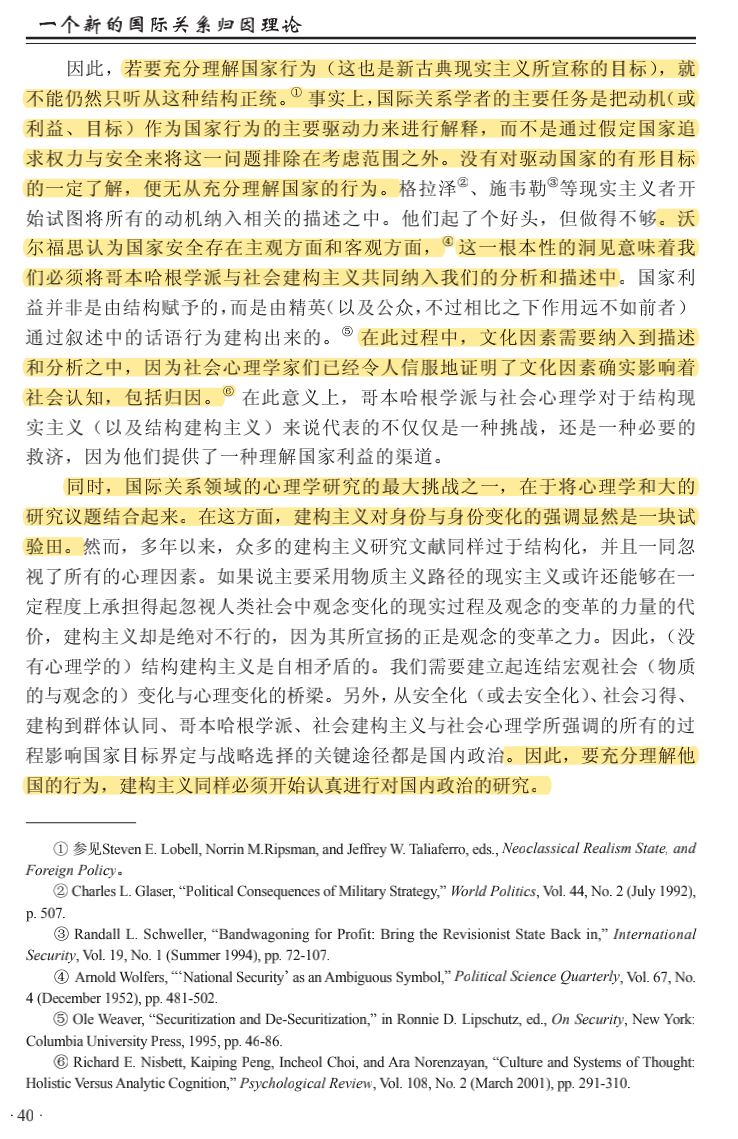 一个新的国际关系归因理论
因此，若要充分理解国家行为（这也是新古典现实主义所宣称的目标），就
不能仍然只听从这种结构正统。① 事实上，国际关系学者的主要任务是把动机（或
利益、目标）作为国家行为的主要驱动力来进行解释，而不是通过假定国家追
求权力与安全来将这一问题排除在考虑范围之外。没有对驱动国家的有形目标
的一定了解，便无从充分理解国家的行为。格拉泽②、施韦勒③等现实主义者开
始试图将所有的动机纳入相关的描述之中。他们起了个好头，但做得不够。沃
尔福思认为国家安全存在主观方面和客观方面，④ 这一根本性的洞见意味着我
们必须将哥本哈根学派与社会建构主义共同纳入我们的分析和描述中。国家利
益并非是由结构赋予的，而是由精英（以及公众，不过相比之下作用远不如前者）
通过叙述中的话语行为建构出来的。⑤ 在此过程中，文化因素需要纳入到描述
和分析之中，因为社会心理学家们已经令人信服地证明了文化因素确实影响着
社会认知，包括归因。⑥ 在此意义上，哥本哈根学派与社会心理学对于结构现
实主义（以及结构建构主义）来说代表的不仅仅是一种挑战，还是一种必要的
救济，因为他们提供了一种理解国家利益的渠道。
同时，国际关系领域的心理学研究的最大挑战之一，在于将心理学和大的
研究议题结合起来。在这方面，建构主义对身份与身份变化的强调显然是一块试
验田。然而，多年以来，众多的建构主义研究文献同样过于结构化，并且一同忽
视了所有的心理因素。如果说主要采用物质主义路径的现实主义或许还能够在一
定程度上承担得起忽视人类社会中观念变化的现实过程及观念的变革的力量的代
价，建构主义却是绝对不行的，因为其所宣扬的正是观念的变革之力。因此，（没
有心理学的）结构建构主义是自相矛盾的。我们需要建立起连结宏观社会（物质
的与观念的）变化与心理变化的桥梁。另外，从安全化（或去安全化）、社会习得、
建构到群体认同、哥本哈根学派、社会建构主义与社会心理学所强调的所有的过
程影响国家目标界定与战略选择的关键途径都是国内政治。因此，要充分理解他
国的行为，建构主义同样必须开始认真进行对国内政治的研究。
① 参见Steven E. Lobell, Norrin M.Ripsman, and Jeffrey W. Taliaferro, eds., Neoclassical Realism State, and
Foreign Policy。
② Charles L. Glaser, “Political Consequences of Military Strategy,” World Politics, Vol. 44, No. 2 (July 1992),
p. 507.
③ Randall L. Schweller, “Bandwagoning for Profit: Bring the Revisionist State Back in,” International
Security, Vol. 19, No. 1 (Summer 1994), pp. 72-107.
④ Arnold Wolfers, “‘National Security’ as an Ambiguous Symbol,” Political Science Quarterly, Vol. 67, No.
4 (December 1952), pp. 481-502.
⑤ Ole Weaver, “Securitization and De-Securitization,” in Ronnie D. Lipschutz, ed., On Security, New York:
Columbia University Press, 1995, pp. 46-86.
⑥ Richard E. Nisbett, Kaiping Peng, Incheol Choi, and Ara Norenzayan, “Culture and Systems of Thought:
Holistic Versus Analytic Cognition,” Psychological Review, Vol. 108, No. 2 (March 2001), pp. 291-310.
· 40 ·